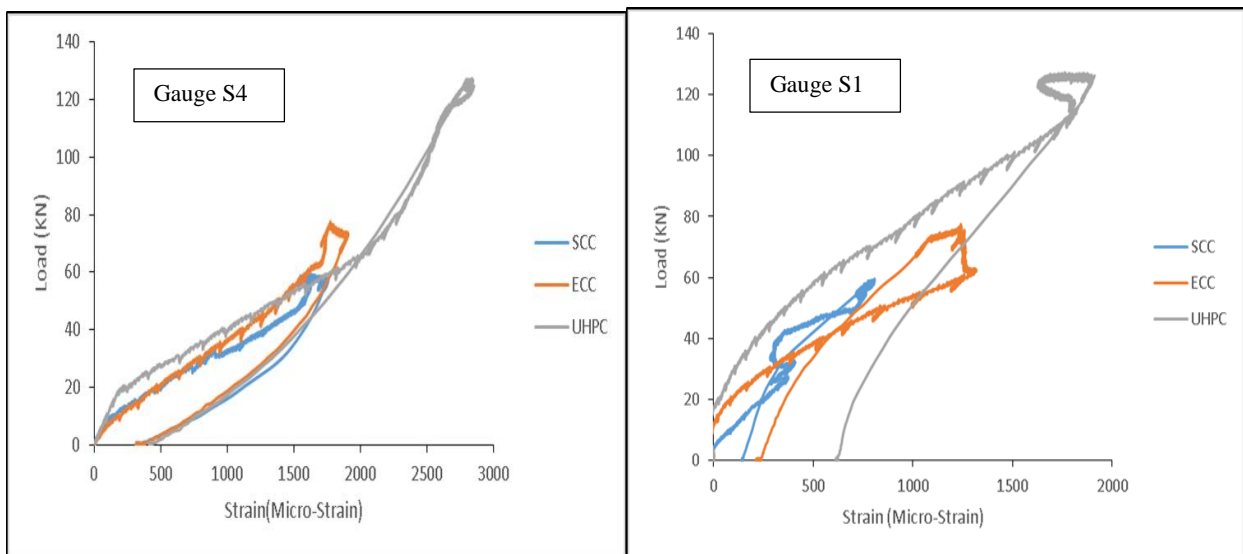 Gauge S4
Load (KN)
140
120
100
80
60
40
20
0
0 500 1000 1500 2000 2500 3000
Strain(Micro-Strain)
SCC
ECC
UHPC
Gauge S1
Load (KN)
140
120
100
80
60
40
20
0
0 500 1000 1500 2000
Strain (Micro-Strain)
SCC
ECC
UHPC